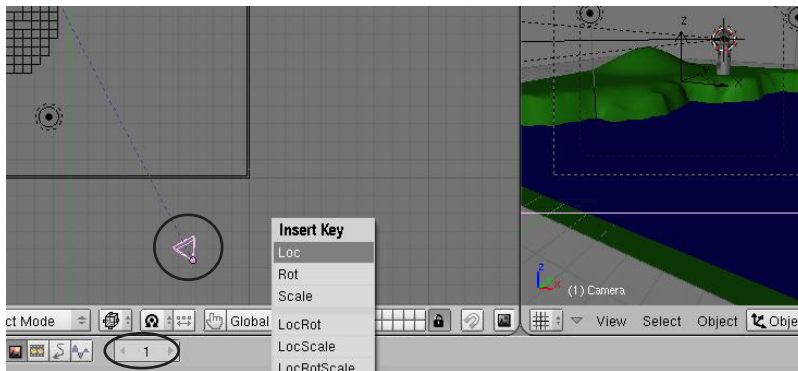 Z
Y
X
Insert Key
Loc
Rot
Scale
LocRot
LocScale
LocRotScale
z
x
(1) Camera
ct Mode
Global
View Select Object Obje
1